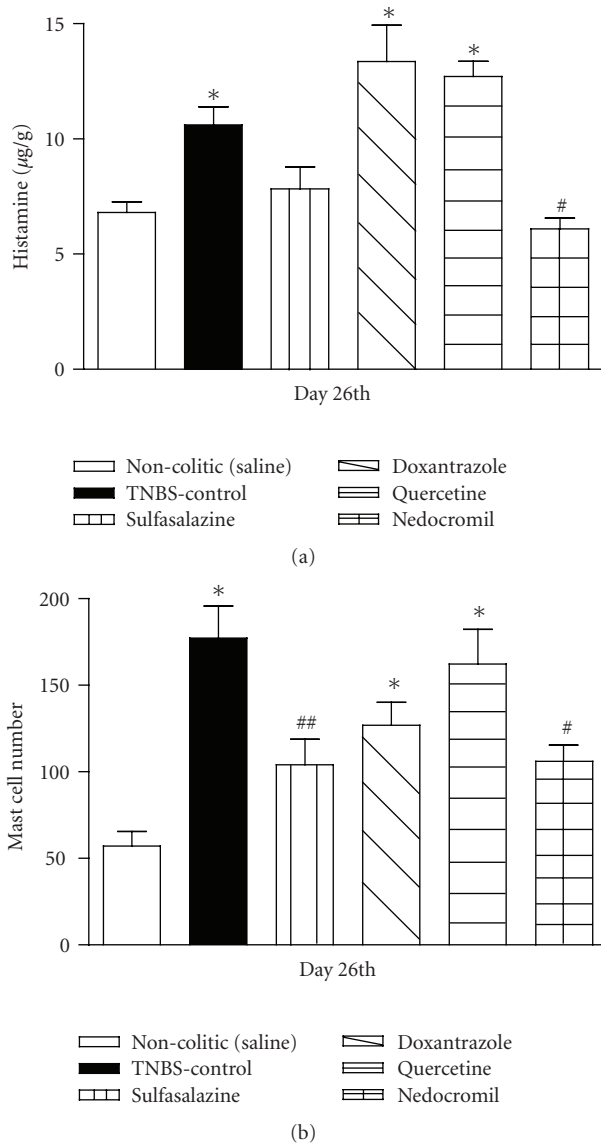 15
10
5
0
Histamine (μg/g)
*
*
*
#
Day 26th
Non-colitic (saline)
TNBS-control
Sulfasalazine
Doxantrazole
Quercetine
Nedocromil
(a)
200
150
100
50
0
Mast cell number
*
##
*
*
#
Day 26th
Non-colitic (saline)
TNBS-control
Sulfasalazine
Doxantrazole
Quercetine
Nedocromil
(b)